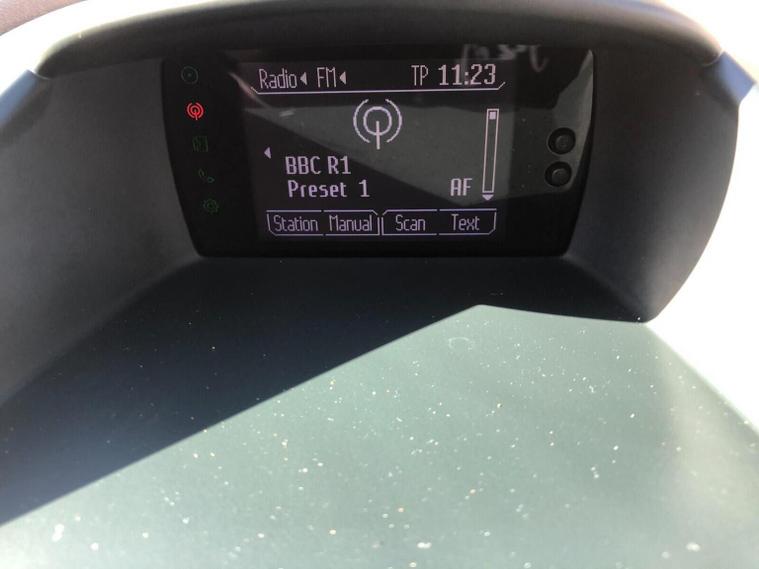 Radio FM TP 11:23
BBC R1
Preset 1 AF
Station Manual Scan Text